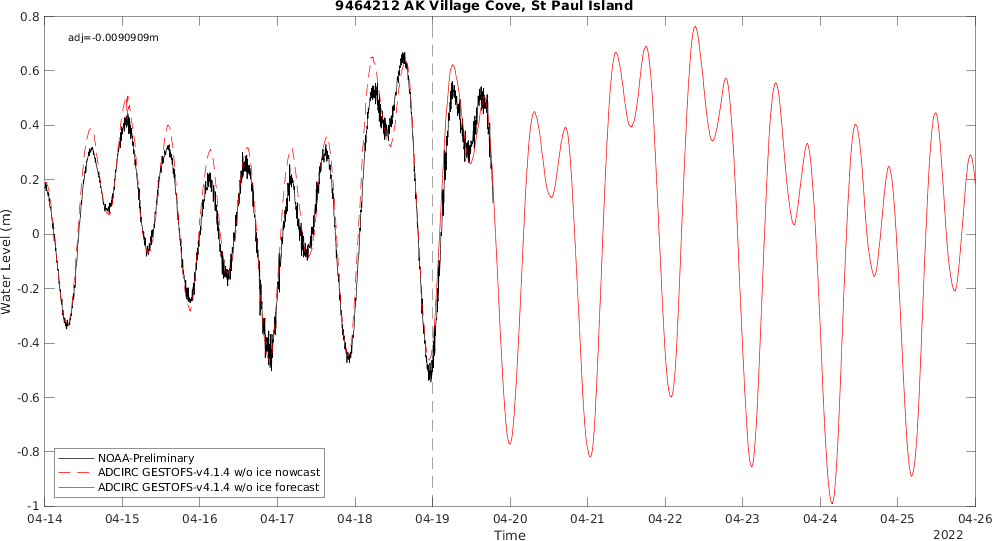 9464212 AK Village Cove, St Paul Island
adj=-0.0090909m
0.8
0.6
0.4
0.2
0
-0.2
-0.4
-0.6
-0.8
-1
Water Level (m)
NOAA-Preliminary
ADCIRC GESTOFS-v4.1.4 w/o ice nowcast
ADCIRC GESTOFS-v4.1.4 w/o ice forecast
04-14 04-15 04-16 04-17 04-18 04-19 04-20 04-21 04-22 04-23 04-24 04-25 04-26
Time
2022